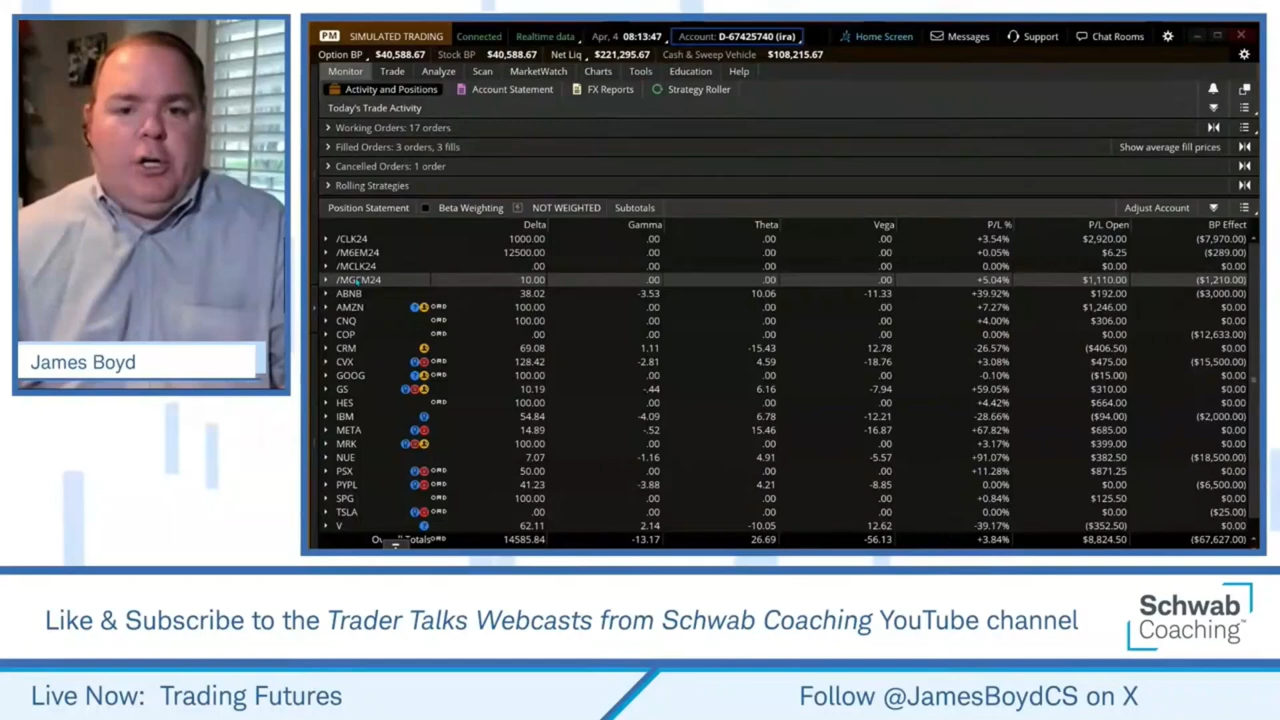 PM SIMULATED TRADING Connected Realtime data Apr, 4 08:13:47 Account: D-67425740 (ira) Home Screen Messages Support Chat Rooms
Option BP $40,588.67 Stock BP $40,588.67 Net Liq $221,295.67 Cash & Sweep Vehicle $108,215.67
Monitor Trade Analyze Scan MarketWatch Charts Tools Education Help
Activity and Positions Account Statement FX Reports Strategy Roller
Today's Trade Activity
Working Orders: 17 orders
Filled Orders: 3 orders, 3 fills Show average fill prices
Cancelled Orders: 1 order
Rolling Strategies
Position Statement Beta Weighting NOT WEIGHTED Subtotals Adjust Account
Delta Gamma Theta Vega P/L % P/L Open BP Effect
/CLK24 1000.00 .00 .00 .00 +3.54% $2,920.00 ($7,970.00)
/M6EM24 12500.00 .00 .00 .00 +0.05% $6.25 ($289.00)
/MCLK24 .00 .00 .00 .00 0.00% $0.00 $0.00
10.00 .00 .00 .00 +5.04% $1,110.00 ($1,210.00)
ABNB 38.02 -3.53 10.06 -11.33 +39.92% $192.00 ($3,000.00)
AMZN 100.00 .00 .00 .00 +7.27% $1,246.00 $0.00
CNQ 100.00 .00 .00 .00 +4.00% $306.00 $0.00
COP .00 .00 .00 .00 0.00% $0.00 ($12,633.00)
CRM 69.08 1.11 -15.43 12.78 -26.57% ($406.50) $0.00
CVX 128.42 -2.81 4.59 -18.76 +3.08% $475.00 ($15,500.00)
GOOG 100.00 .00 .00 .00 -0.10% ($15.00) $0.00
GS 10.19 -.44 6.16 -7.94 +59.05% $310.00 $0.00
HES 100.00 .00 .00 .00 +4.42% $664.00 $0.00
IBM 54.84 -4.09 6.78 -12.21 -28.66% ($94.00) ($2,000.00)
META 14.89 -.52 15.46 -16.87 +67.82% $685.00 $0.00
MRK 100.00 .00 .00 .00 +3.17% $399.00 $0.00
NUE 7.07 -1.16 4.91 -5.57 +91.07% $382.50 ($18,500.00)
PSX 50.00 .00 .00 .00 +11.28% $871.25 $0.00
PYPL 41.23 -3.88 4.21 -8.85 0.00% $0.00 ($6,500.00)
SPG 100.00 .00 .00 .00 +0.84% $125.50 $0.00
TSLA .00 .00 .00 .00 0.00% $0.00 ($25.00)
V 62.11 2.14 -10.05 12.62 -39.17% ($352.50) $0.00
14585.84 -13.17 26.69 -56.13 +3.84% $8,824.50 ($67,627.00)
James Boyd
Like & Subscribe to the Trader Talks Webcasts from Schwab Coaching YouTube channel
Schwab
Coaching™
Live Now: Trading Futures
Follow @JamesBoydCS on X